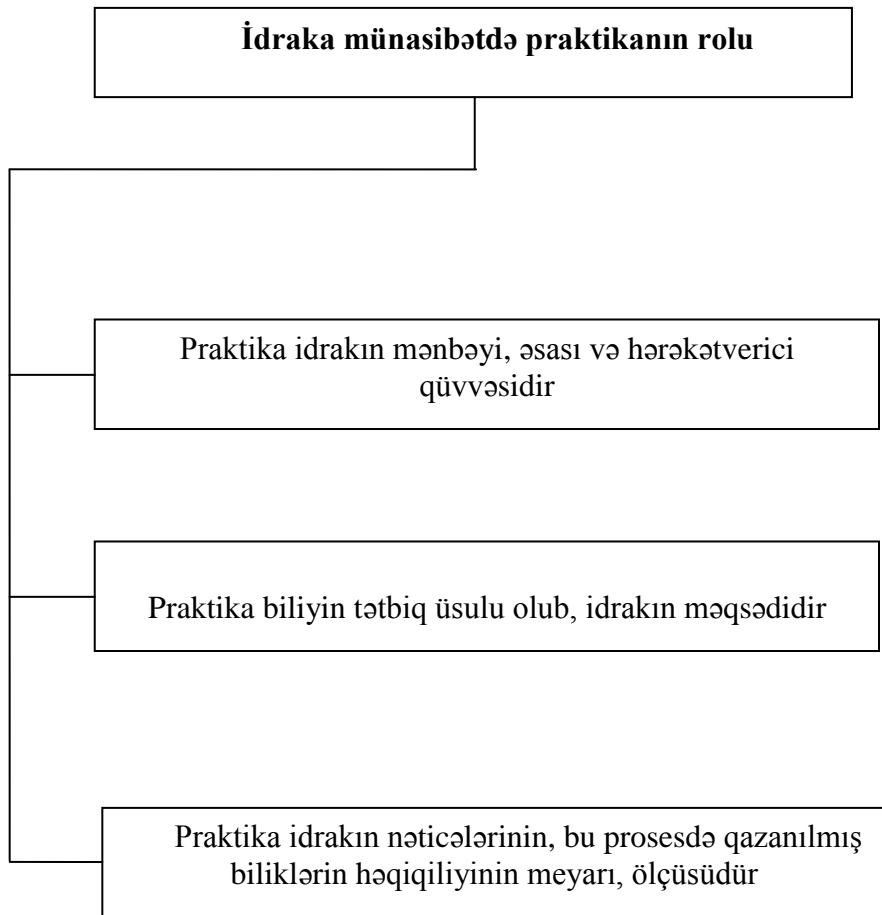 İdraka münasibətdə praktikanın rolu
Praktika idrakın mənbəyi, əsası və hərəkətverici
qüvvəsidir
Praktika biliyin tətbiq üsulu olub, idrakın məqsədidir
Praktika idrakın nəticələrinin, bu prosesdə qazanılmış
biliklərin həqiqiliyinin meyarı, ölçüsüdür